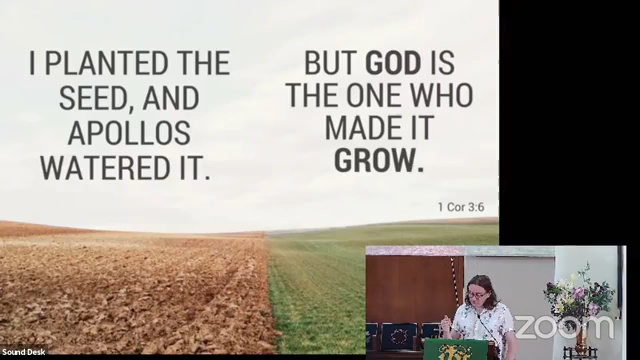 I PLANTED THE
SEED, AND
APOLLOS
WATERED IT.
BUT GOD IS
THE ONE WHO
MADE IT
GROW.
1 Cor 3:6
zoom
Sound Desk